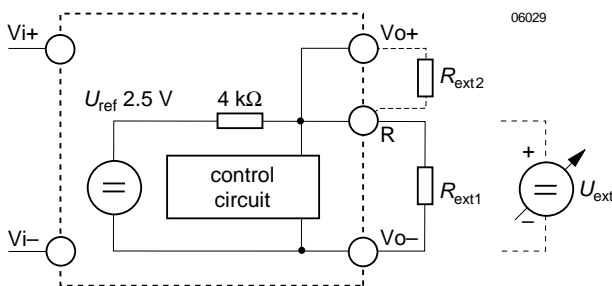 06029
Vi+
Vo+
Rext2
Uref 2.5 V
4 kΩ
R
+
control
circuit
Rext1
Uext
–
Vi–
Vo–